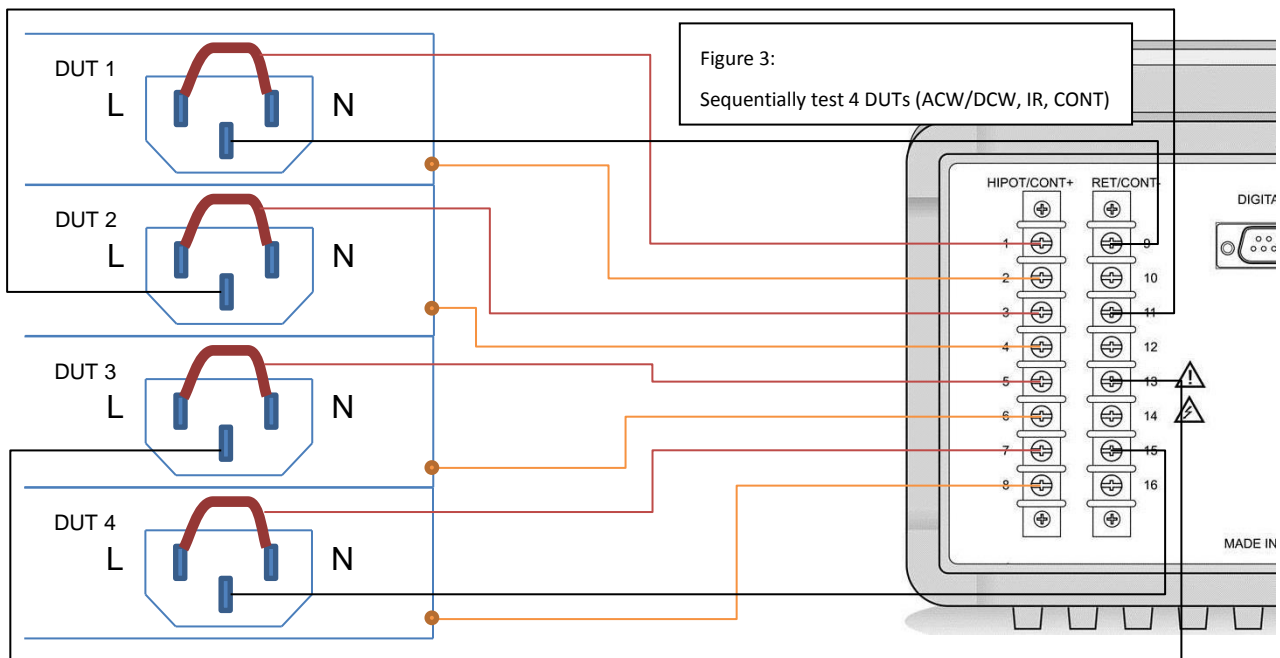 Figure 3:
Sequentially test 4 DUTs (ACW/DCW, IR, CONT)
DUT 1
L N
DUT 2
L N
DUT 3
L N
DUT 4
L N
HIPOT/CONT+ RET/CONT-
1 9
2 10
3 11
4 12
5 13
6 14
7 15
8 16
DIGITA
MADE IN